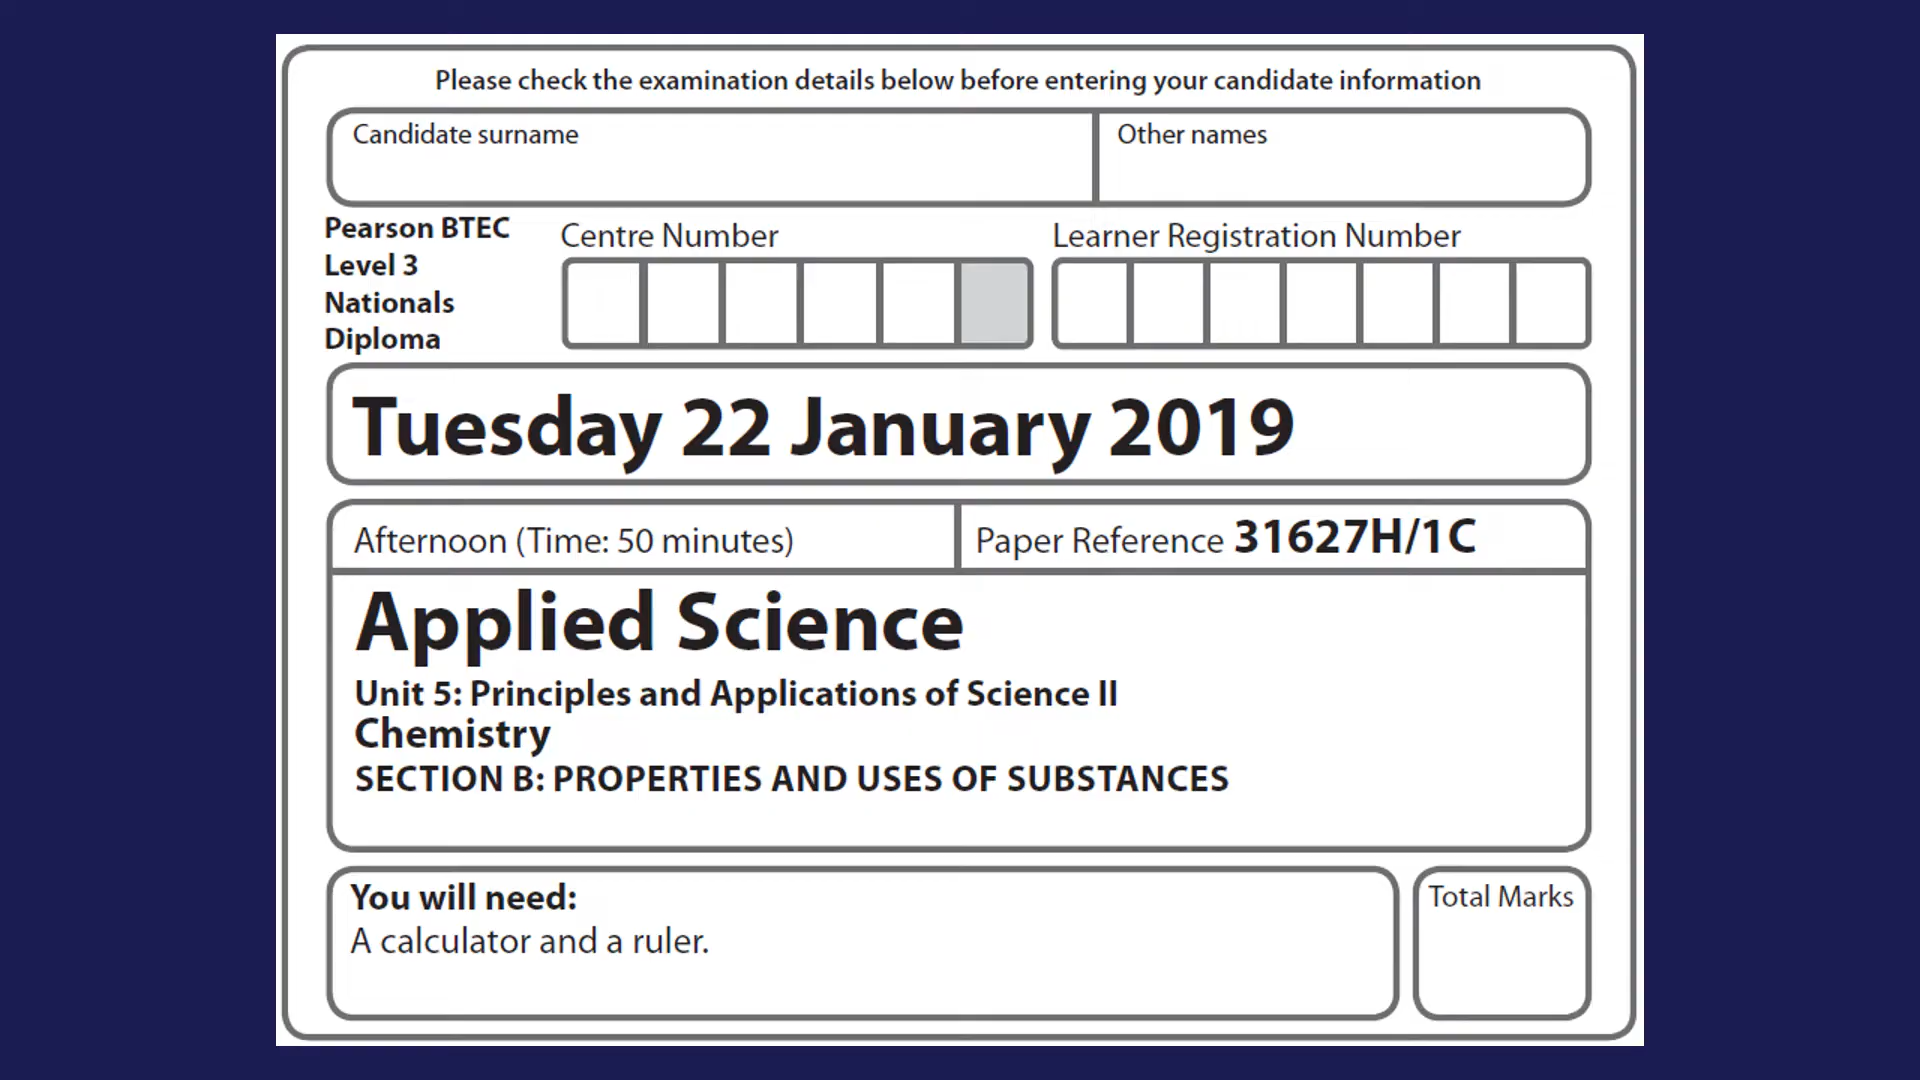 Please check the examination details below before entering your candidate information
Candidate surname
Other names
Pearson BTEC
Level 3
Nationals
Diploma
Centre Number
Learner Registration Number
Tuesday 22 January 2019
Afternoon (Time: 50 minutes)
Paper Reference 31627H/1C
Applied Science
Unit 5: Principles and Applications of Science II
Chemistry
SECTION B: PROPERTIES AND USES OF SUBSTANCES
You will need:
A calculator and a ruler.
Total Marks